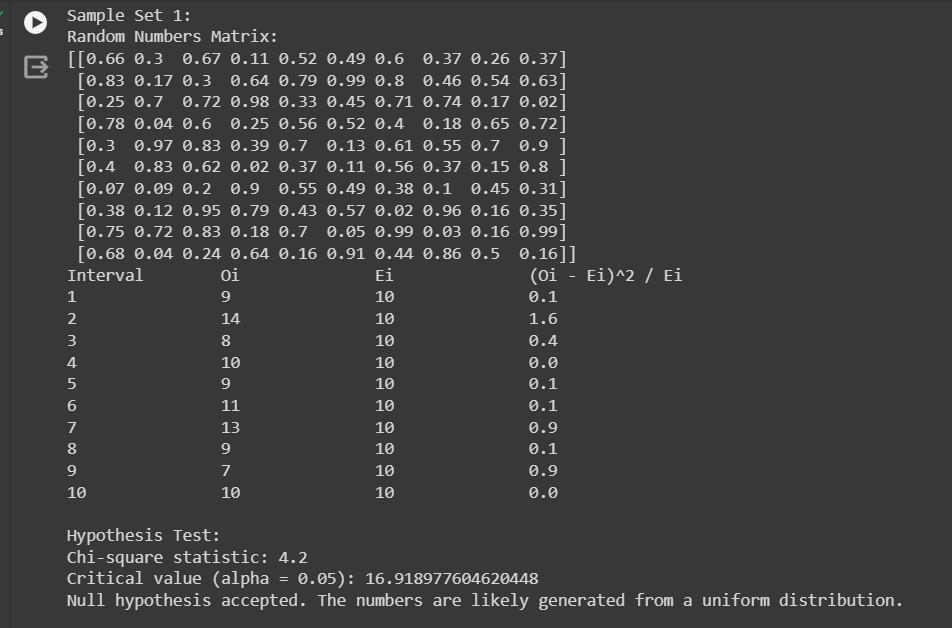 Sample Set 1:
Random Numbers Matrix:
[[0.66 0.3  0.67 0.11 0.52 0.49 0.6  0.37 0.26 0.37]
 [0.83 0.17 0.3  0.64 0.79 0.99 0.8  0.46 0.54 0.63]
 [0.25 0.7  0.72 0.98 0.33 0.45 0.71 0.74 0.17 0.02]
 [0.78 0.04 0.6  0.25 0.56 0.52 0.4  0.18 0.65 0.72]
 [0.3  0.97 0.83 0.39 0.7  0.13 0.61 0.55 0.7  0.9 ]
 [0.4  0.83 0.62 0.02 0.37 0.11 0.56 0.37 0.15 0.8 ]
 [0.07 0.09 0.2  0.9  0.55 0.49 0.38 0.1  0.45 0.31]
 [0.38 0.12 0.95 0.79 0.43 0.57 0.02 0.96 0.16 0.35]
 [0.75 0.72 0.83 0.18 0.7  0.05 0.99 0.03 0.16 0.99]
 [0.68 0.04 0.24 0.64 0.16 0.91 0.44 0.86 0.5  0.16]]
Interval        Oi              Ei              (Oi - Ei)^2 / Ei
1               9               10              0.1
2               14              10              1.6
3               8               10              0.4
4               10              10              0.0
5               9               10              0.1
6               11              10              0.1
7               13              10              0.9
8               9               10              0.1
9               7               10              0.9
10              10              10              0.0
Hypothesis Test:
Chi-square statistic: 4.2
Critical value (alpha = 0.05): 16.918977604620448
Null hypothesis accepted. The numbers are likely generated from a uniform distribution.